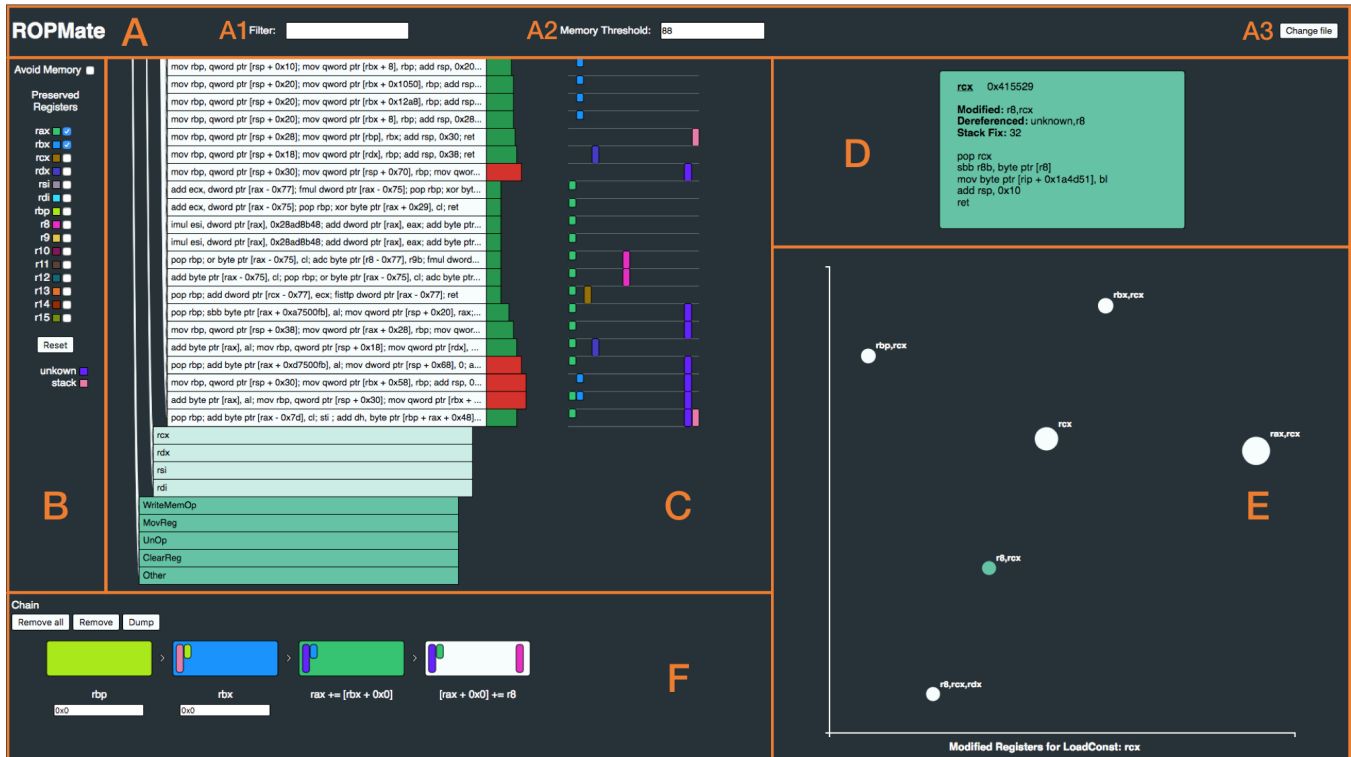 ROPMate
A
A1
Filter:
A2
Memory Threshold:
88
A3
Change file
Avoid Memory
Preserved
Registers
rax
rbx
rcx
rdx
rsi
rdi
rbp
r8
r9
r10
r11
r12
r13
r14
r15
Reset
unkown
stack
B
mov rbp, qword ptr [rsp + 0x10]; mov qword ptr [rbx + 8], rbp; add rsp, 0x20...
mov rbp, qword ptr [rsp + 0x20]; mov qword ptr [rbx + 0x1050], rbp; add rsp...
mov rbp, qword ptr [rsp + 0x20]; mov qword ptr [rbx + 0x12a8], rbp; add rsp...
mov rbp, qword ptr [rsp + 0x20]; mov qword ptr [rbx + 8], rbp; add rsp, 0x28...
mov rbp, qword ptr [rsp + 0x28]; mov qword ptr [rbp], rbx; add rsp, 0x30; ret
mov rbp, qword ptr [rsp + 0x18]; mov qword ptr [rdx], rbp; add rsp, 0x38; ret
mov rbp, qword ptr [rsp + 0x30]; mov qword ptr [rsp + 0x70], rbp; mov qwor...
add ecx, dword ptr [rax - 0x77]; fmul dword ptr [rax - 0x75]; pop rbp; xor byt...
add ecx, dword ptr [rax - 0x75]; pop rbp; xor byte ptr [rax + 0x29], cl; ret
imul esi, dword ptr [rax], 0x28ad8b48; add dword ptr [rax], eax; add byte ptr...
imul esi, dword ptr [rax], 0x28ad8b48; add dword ptr [rax], eax; add byte ptr...
pop rbp; or byte ptr [rax - 0x75], cl; adc byte ptr [r8 - 0x77], r9b; fmul dword...
add byte ptr [rax - 0x75], cl; pop rbp; or byte ptr [rax - 0x75], cl; adc byte ptr...
pop rbp; add dword ptr [rcx - 0x77], ecx; fisttp dword ptr [rax - 0x77]; ret
pop rbp; sbb byte ptr [rax + 0xa7500fb], al; mov qword ptr [rsp + 0x20], rax;...
mov rbp, qword ptr [rsp + 0x38]; mov qword ptr [rax + 0x28], rbp; mov qwor...
add byte ptr [rax], al; mov rbp, qword ptr [rsp + 0x18]; mov qword ptr [rdx], ...
pop rbp; add byte ptr [rax + 0xd7500fb], al; mov dword ptr [rsp + 0x68], 0; a...
mov rbp, qword ptr [rsp + 0x30]; mov qword ptr [rbx + 0x58], rbp; add rsp, 0...
add byte ptr [rax], al; mov rbp, qword ptr [rsp + 0x30]; mov qword ptr [rbx + ...
pop rbp; add byte ptr [rax - 0x7d], cl; sti ; add dh, byte ptr [rbp + rax + 0x48]...
rcx
rdx
rsi
rdi
WriteMemOp
MovReg
UnOp
ClearReg
Other
C
rcx 0x415529
Modified: r8,rcx
Dereferenced: unknown,r8
Stack Fix: 32
pop rcx
sbb r8b, byte ptr [r8]
mov byte ptr [rip + 0x1a4d51], bl
add rsp, 0x10
ret
D
rbx,rcx
rbp,rcx
rcx
rax,rcx
r8,rcx
r8,rcx,rdx
E
Modified Registers for LoadConst: rcx
Chain
Remove all
Remove
Dump
> > >
rbp
rbx
rax += [rbx + 0x0]
[rax + 0x0] += r8
0x0
0x0
F